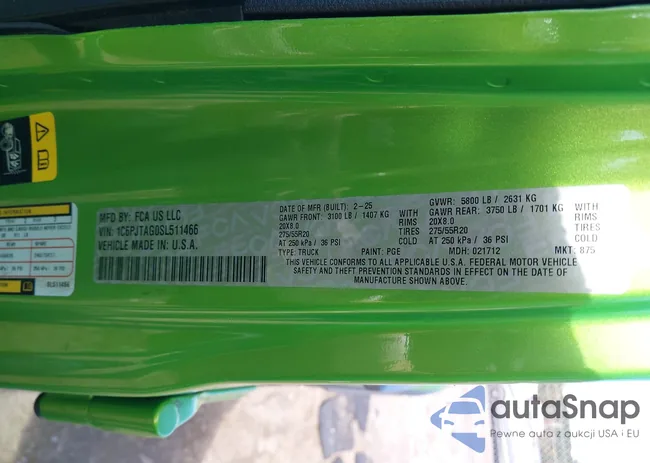 MFD BY: FCA US LLC
VIN: 1C6PJTAG0SL511466
VEHICLE MADE IN: U.S.A.
DATE OF MFR (BUILT): 2-25
GAWR FRONT: 3100 LB / 1407 KG WITH
20X8.0 RIMS
275/55R20 TIRES
AT 250 kPa / 36 PSI
TYPE: TRUCK PAINT: PGE MDH: 021712 MKT: 875
GVWR: 5800 LB / 2631 KG
GAWR REAR: 3750 LB / 1701 KG WITH
20X8.0 RIMS
275/55R20 TIRES
AT 250 kPa / 36 PSI
THIS VEHICLE CONFORMS TO ALL APPLICABLE U.S.A. FEDERAL MOTOR VEHICLE
SAFETY AND THEFT PREVENTION STANDARDS IN EFFECT ON THE DATE OF
MANUFACTURE SHOWN ABOVE.
autaSnap
Pewne auta z aukcji USA i EU